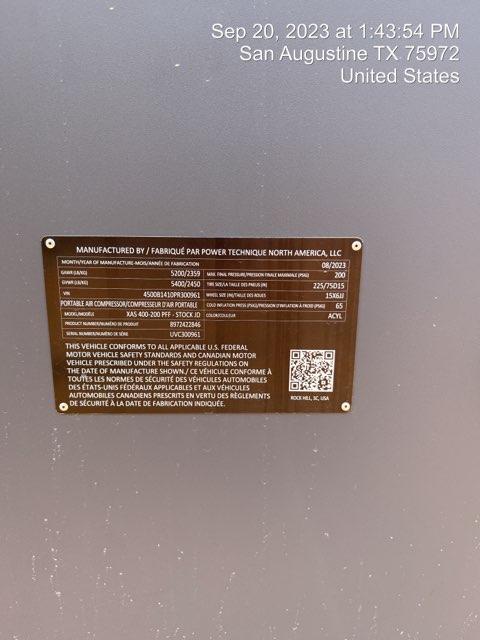 Sep 20, 2023 at 1:43:54 PM
San Augustine TX 75972
United States
MANUFACTURED BY / FABRIQUÉ PAR POWER TECHNIQUE NORTH AMERICA, LLC
MONTH/YEAR OF MANUFACTURE-MOIS/ANNÉE DE FABRICATION 08/2023
GAWR (LB/KG) 5200/2359 MAX. FINAL PRESSURE/PRESSION FINALE MAXIMALE (PSIG) 200
GVWR (LB/KG) 5400/2450 TIRE SIZE/LA TAILLE DES PNEUS (IN) 225/75D15
VIN 4500B1410PR300961 WHEEL SIZE (IN)/TAILLE DES ROUES 15X6JJ
PORTABLE AIR COMPRESSOR/COMPRESSEUR D'AIR PORTABLE COLD INFLATION PRESS (PSIG)/PRESSION D'INFLATION À FROID (PSIG) 65
MODEL/MODÈLE XAS 400-200 PFF - STOCK JD COLOR/COULEUR ACYL
PRODUCT NUMBER/NUMÉRO DE PRODUIT 8972422846
SERIAL NUMBER/NUMÉRO DE SÉRIE UVC300961
THIS VEHICLE CONFORMS TO ALL APPLICABLE U.S. FEDERAL
MOTOR VEHICLE SAFETY STANDARDS AND CANADIAN MOTOR
VEHICLE PRESCRIBED UNDER THE SAFETY REGULATIONS ON
THE DATE OF MANUFACTURE SHOWN./ CE VÉHICULE CONFORME À
TOUTES LES NORMES DE SÉCURITÉ DES VÉHICULES AUTOMOBILES
DES ÉTATS-UNIS FÉDÉRAUX APPLICABLES ET AUX VÉHICULES
AUTOMOBILES CANADIENS PRESCRITS EN VERTU DES RÈGLEMENTS
DE SÉCURITÉ À LA DATE DE FABRICATION INDIQUÉE.
ROCK HILL, SC, USA